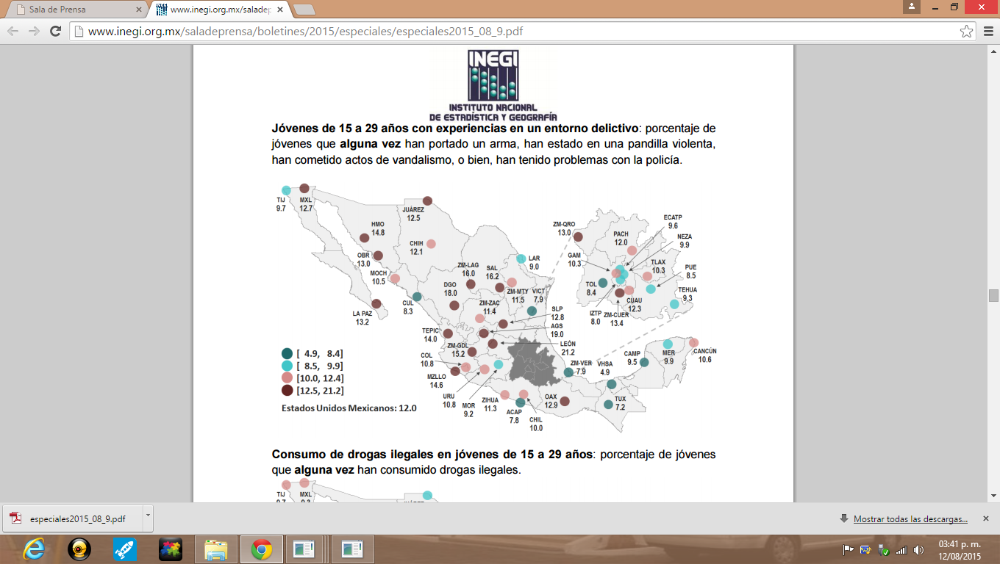 Sala de Prensa
www.inegi.org.mx/saladep
www.inegi.org.mx/saladeprensa/boletines/2015/especiales/especiales2015_08_9.pdf
INEGI
INSTITUTO NACIONAL
DE ESTADÍSTICA Y GEOGRAFÍA
Jóvenes de 15 a 29 años con experiencias en un entorno delictivo: porcentaje de
jóvenes que alguna vez han portado un arma, han estado en una pandilla violenta,
han cometido actos de vandalismo, o bien, han tenido problemas con la policía.
TIJ
9.7
MXL
12.7
JUÁREZ
12.5
HMO
14.8
CHIH
12.1
OBR
13.0
MOCH
10.5
LA PAZ
13.2
CUL
8.3
DGO
18.0
ZM-LAG
16.0
SAL
16.2
LAR
9.0
ZM-MTY
11.5
VICT
7.9
ZM-ZAC
11.4
SLP
12.8
AGS
19.0
LEÓN
21.2
TEPIC
14.0
ZM-GDL
15.2
COL
10.8
MZLLO
14.6
URU
10.8
MOR
9.2
ZIHUA
11.3
ACAP
7.8
CHIL
10.0
OAX
12.9
ZM-VER
7.9
VHSA
4.9
TUX
7.2
CAMP
9.5
MER
9.9
CANCÚN
10.6
ZM-QRO
13.0
PACH
12.0
ECATP
9.6
NEZA
9.9
GAM
10.3
TLAX
10.3
PUE
8.5
TEHUA
9.3
TOL
8.4
IZTP
8.0
ZM-CUER
13.4
CUAU
12.3
[ 4.9, 8.4]
[ 8.5, 9.9]
[10.0, 12.4]
[12.5, 21.2]
Estados Unidos Mexicanos: 12.0
Consumo de drogas ilegales en jóvenes de 15 a 29 años: porcentaje de jóvenes
que alguna vez han consumido drogas ilegales.
TIJ
MXL
especiales2015_08_9.pdf
Mostrar todas las descargas...
03:41 p. m.
12/08/2015